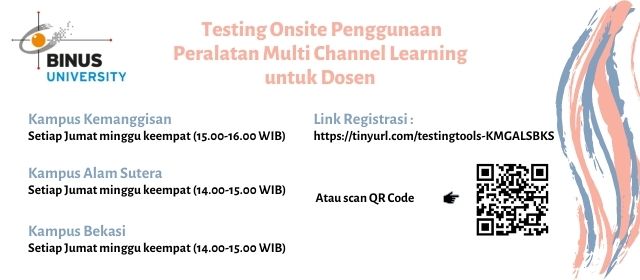 BINUS
UNIVERSITY
Testing Onsite Penggunaan
Peralatan Multi Channel Learning
untuk Dosen
Kampus Kemanggisan
Setiap Jumat minggu keempat (15.00-16.00 WIB)
Kampus Alam Sutera
Setiap Jumat minggu keempat (14.00-15.00 WIB)
Kampus Bekasi
Setiap Jumat minggu keempat (14.00-15.00 WIB)
Link Registrasi :
https://tinyurl.com/testingtools-KMGALSBKS
Atau scan QR Code